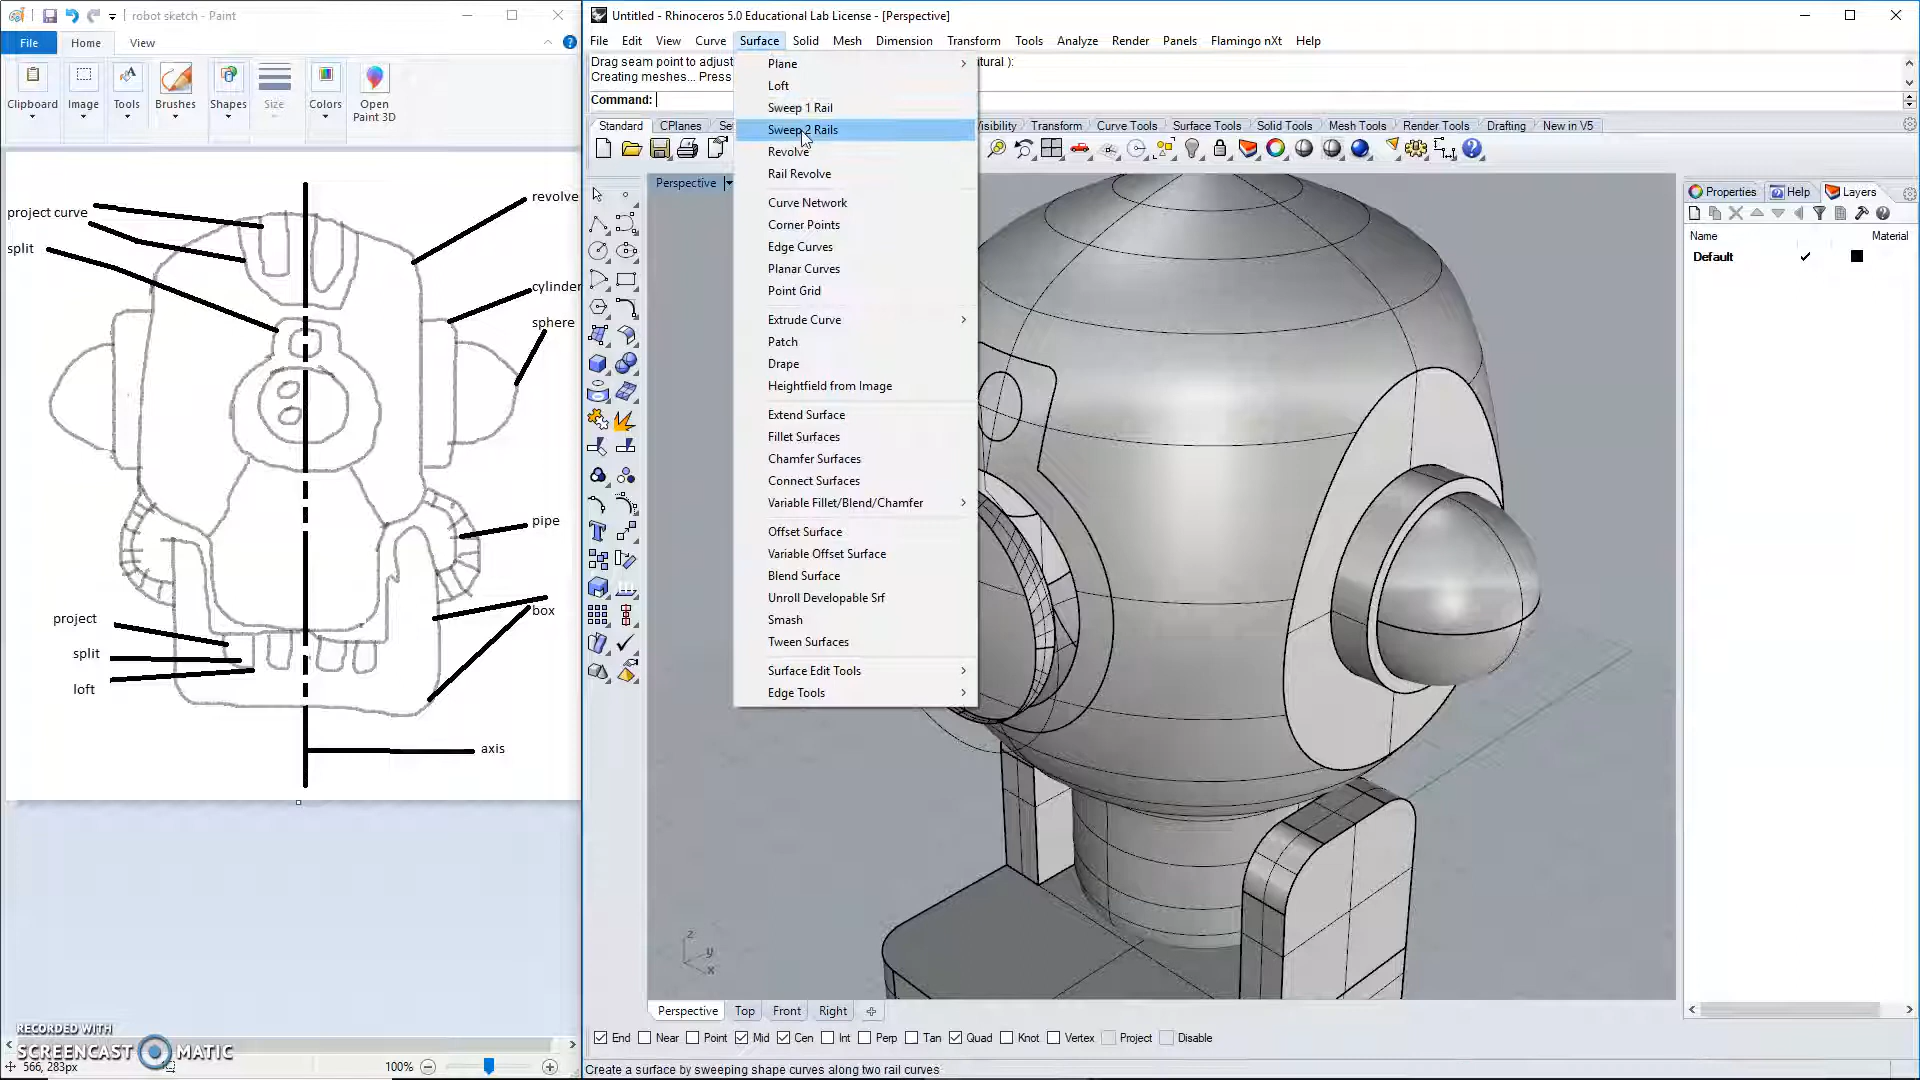 robot sketch - Paint
File
Home
View
Clipboard
Image
Tools
Brushes
Shapes
Size
Colors
Open
Paint 3D
project curve
split
revolve
cylinder
sphere
pipe
project
split
loft
box
axis
RECORDED WITH
SCREENCAST MATIC
566, 283px
100%
Untitled - Rhinoceros 5.0 Educational Lab License - [Perspective]
File Edit View Curve Surface Solid Mesh Dimension Transform Tools Analyze Render Panels Flamingo nXt Help
Drag seam point to adjust
tural ):
Creating meshes... Press
Command:
Standard CPlanes Se
isibility Transform Curve Tools Surface Tools Solid Tools Mesh Tools Render Tools Drafting New in V5
Perspective
Plane
Loft
Sweep 1 Rail
Sweep 2 Rails
Revolve
Rail Revolve
Curve Network
Corner Points
Edge Curves
Planar Curves
Point Grid
Extrude Curve
Patch
Drape
Heightfield from Image
Extend Surface
Fillet Surfaces
Chamfer Surfaces
Connect Surfaces
Variable Fillet/Blend/Chamfer
Offset Surface
Variable Offset Surface
Blend Surface
Unroll Developable Srf
Smash
Tween Surfaces
Surface Edit Tools
Edge Tools
Properties Help Layers
Name Material
Default
z
y
x
Perspective Top Front Right
End Near Point Mid Cen Int Perp Tan Quad Knot Vertex Project Disable
Create a surface by sweeping shape curves along two rail curves